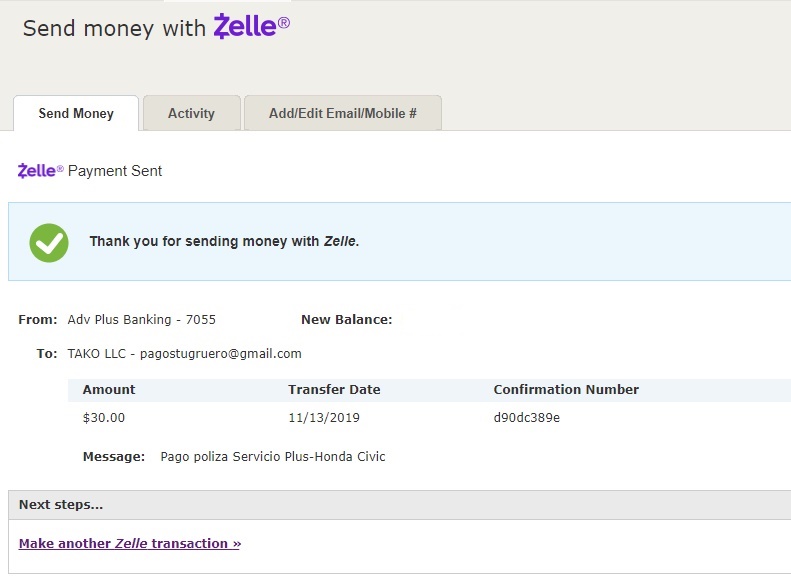 Send money with Zelle®
Send Money Activity Add/Edit Email/Mobile #
Zelle® Payment Sent
Thank you for sending money with Zelle.
From: Adv Plus Banking - 7055 New Balance:
To: TAKO LLC - pagostugruero@gmail.com
Amount Transfer Date Confirmation Number
$30.00 11/13/2019 d90dc389e
Message: Pago poliza Servicio Plus-Honda Civic
Next steps...
Make another Zelle transaction »